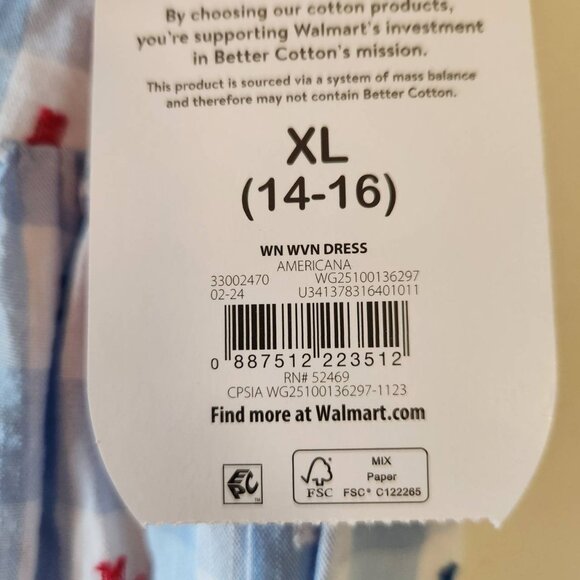 By choosing our cotton products,
you're supporting Walmart's investment
in Better Cotton's mission.
This product is sourced via a system of mass balance
and therefore may not contain Better Cotton.
XL
(14-16)
WN WVN DRESS
AMERICANA
33002470 WG25100136297
02-24 U341378316401011
0 887512 223512
RN# 52469
CPSIA WG25100136297-1123
Find more at Walmart.com
EPC
FSC
MIX
Paper
FSC® C122265